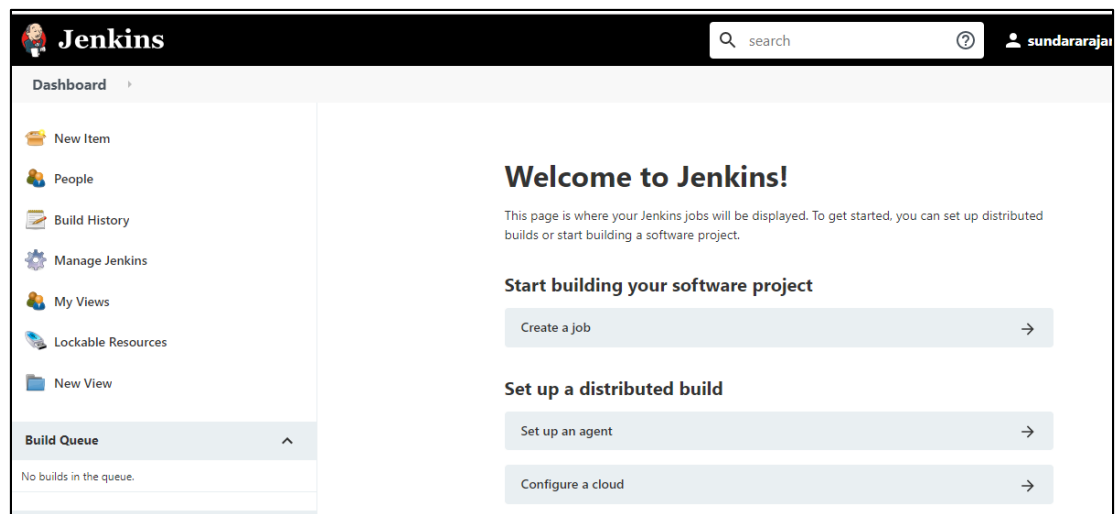 Jenkins
search
sundararajan
Dashboard
New Item
People
Build History
Manage Jenkins
My Views
Lockable Resources
New View
Build Queue
No builds in the queue.
Welcome to Jenkins!
This page is where your Jenkins jobs will be displayed. To get started, you can set up distributed
builds or start building a software project.
Start building your software project
Create a job
Set up a distributed build
Set up an agent
Configure a cloud